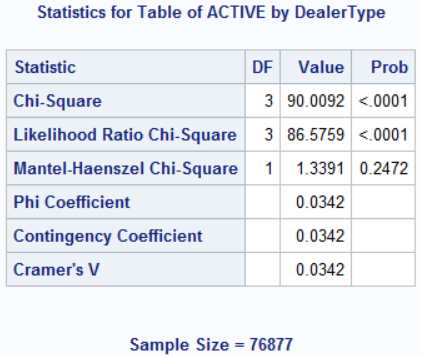 Statistics for Table of ACTIVE by DealerType
Statistic DF Value Prob
Chi-Square 3 90.0092 <.0001
Likelihood Ratio Chi-Square 3 86.5759 <.0001
Mantel-Haenszel Chi-Square 1 1.3391 0.2472
Phi Coefficient 0.0342
Contingency Coefficient 0.0342
Cramer's V 0.0342
Sample Size = 76877